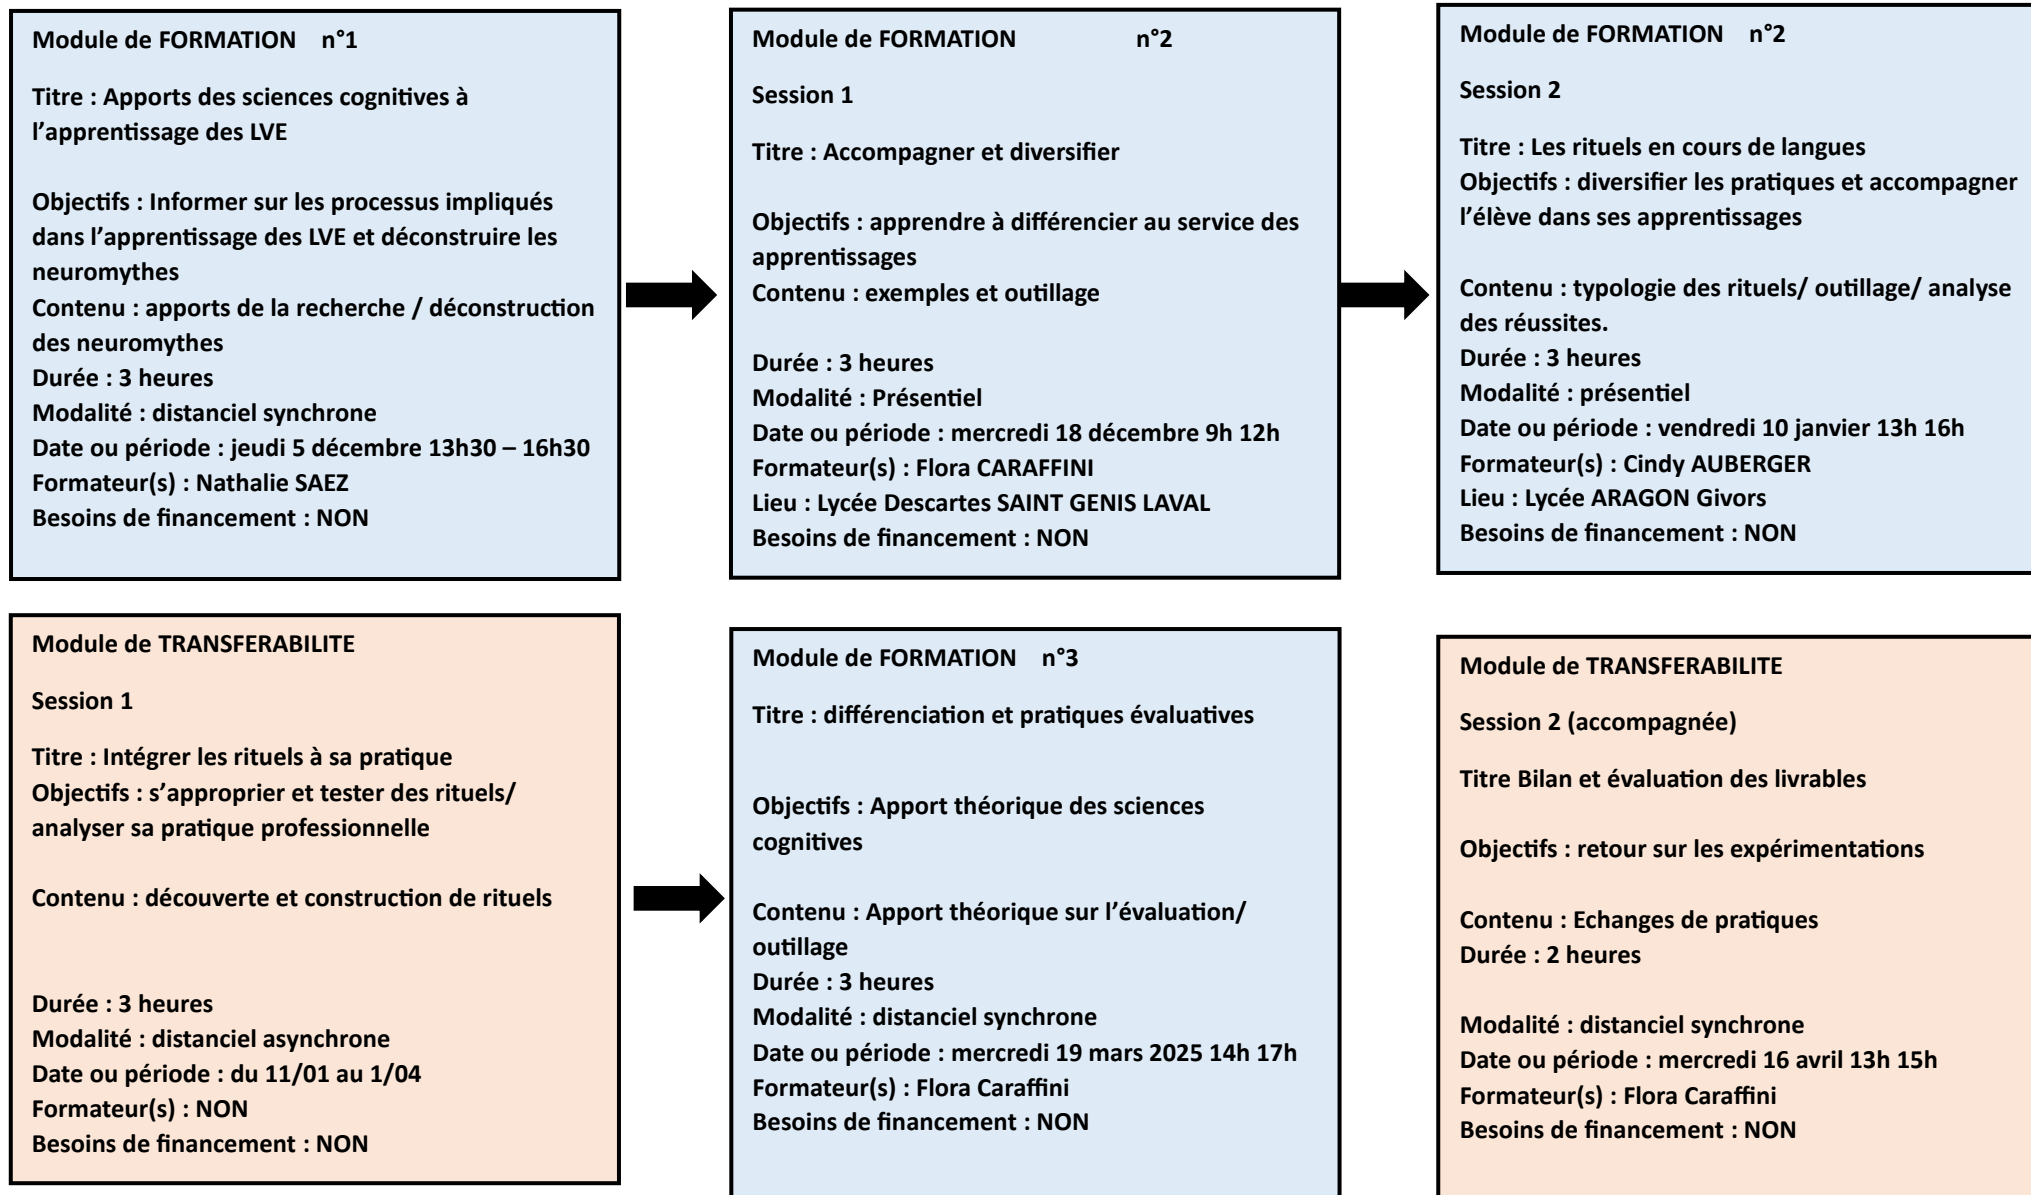 Module de FORMATION n°1
Titre : Apports des sciences cognitives à
l’apprentissage des LVE
Objectifs : Informer sur les processus impliqués
dans l’apprentissage des LVE et déconstruire les
neuromythes
Contenu : apports de la recherche / déconstruction
des neuromythes
Durée : 3 heures
Modalité : distanciel synchrone
Date ou période : jeudi 5 décembre 13h30 – 16h30
Formateur(s) : Nathalie SAEZ
Besoins de financement : NON
Module de FORMATION n°2
Session 1
Titre : Accompagner et diversifier
Objectifs : apprendre à différencier au service des
apprentissages
Contenu : exemples et outillage
Durée : 3 heures
Modalité : Présentiel
Date ou période : mercredi 18 décembre 9h 12h
Formateur(s) : Flora CARAFFINI
Lieu : Lycée Descartes SAINT GENIS LAVAL
Besoins de financement : NON
Module de FORMATION n°2
Session 2
Titre : Les rituels en cours de langues
Objectifs : diversifier les pratiques et accompagner
l’élève dans ses apprentissages
Contenu : typologie des rituels/ outillage/ analyse
des réussites.
Durée : 3 heures
Modalité : présentiel
Date ou période : vendredi 10 janvier 13h 16h
Formateur(s) : Cindy AUBERGER
Lieu : Lycée ARAGON Givors
Besoins de financement : NON
Module de TRANSFERABILITE
Session 1
Titre : Intégrer les rituels à sa pratique
Objectifs : s’approprier et tester des rituels/
analyser sa pratique professionnelle
Contenu : découverte et construction de rituels
Durée : 3 heures
Modalité : distanciel asynchrone
Date ou période : du 11/01 au 1/04
Formateur(s) : NON
Besoins de financement : NON
Module de FORMATION n°3
Titre : différenciation et pratiques évaluatives
Objectifs : Apport théorique des sciences
cognitives
Contenu : Apport théorique sur l’évaluation/
outillage
Durée : 3 heures
Modalité : distanciel synchrone
Date ou période : mercredi 19 mars 2025 14h 17h
Formateur(s) : Flora Caraffini
Besoins de financement : NON
Module de TRANSFERABILITE
Session 2 (accompagnée)
Titre Bilan et évaluation des livrables
Objectifs : retour sur les expérimentations
Contenu : Echanges de pratiques
Durée : 2 heures
Modalité : distanciel synchrone
Date ou période : mercredi 16 avril 13h 15h
Formateur(s) : Flora Caraffini
Besoins de financement : NON